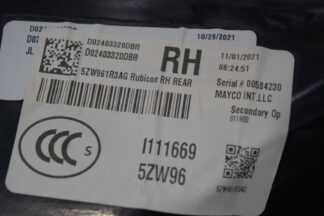 D02403320DBR
10/26/2021
JL
D02403320DBR
RH
11/01/2021
08:24:51
5ZW961R3AG Rubicon RH REAR
Serial # 00584230
MAYCO INT.LLC
Secondary Op
CCC S
I111669
5ZW96
5ZW961R3AG